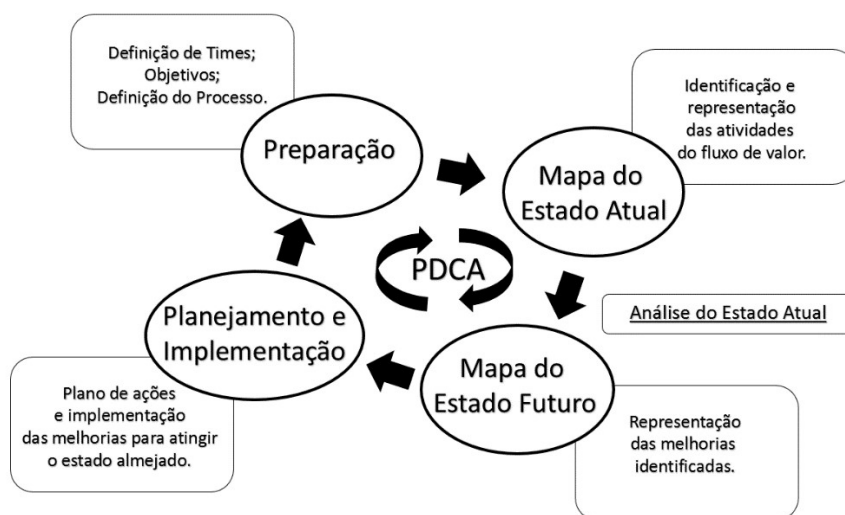 Definição de Times;
Objetivos;
Definição do Processo.
Preparação
Identificação e
representação
das atividades
do fluxo de valor.
Mapa do
Estado Atual
PDCA
Análise do Estado Atual
Planejamento e
Implementação
Mapa do
Estado Futuro
Plano de ações
e implementação
das melhorias para atingir
o estado almejado.
Representação
das melhorias
identificadas.